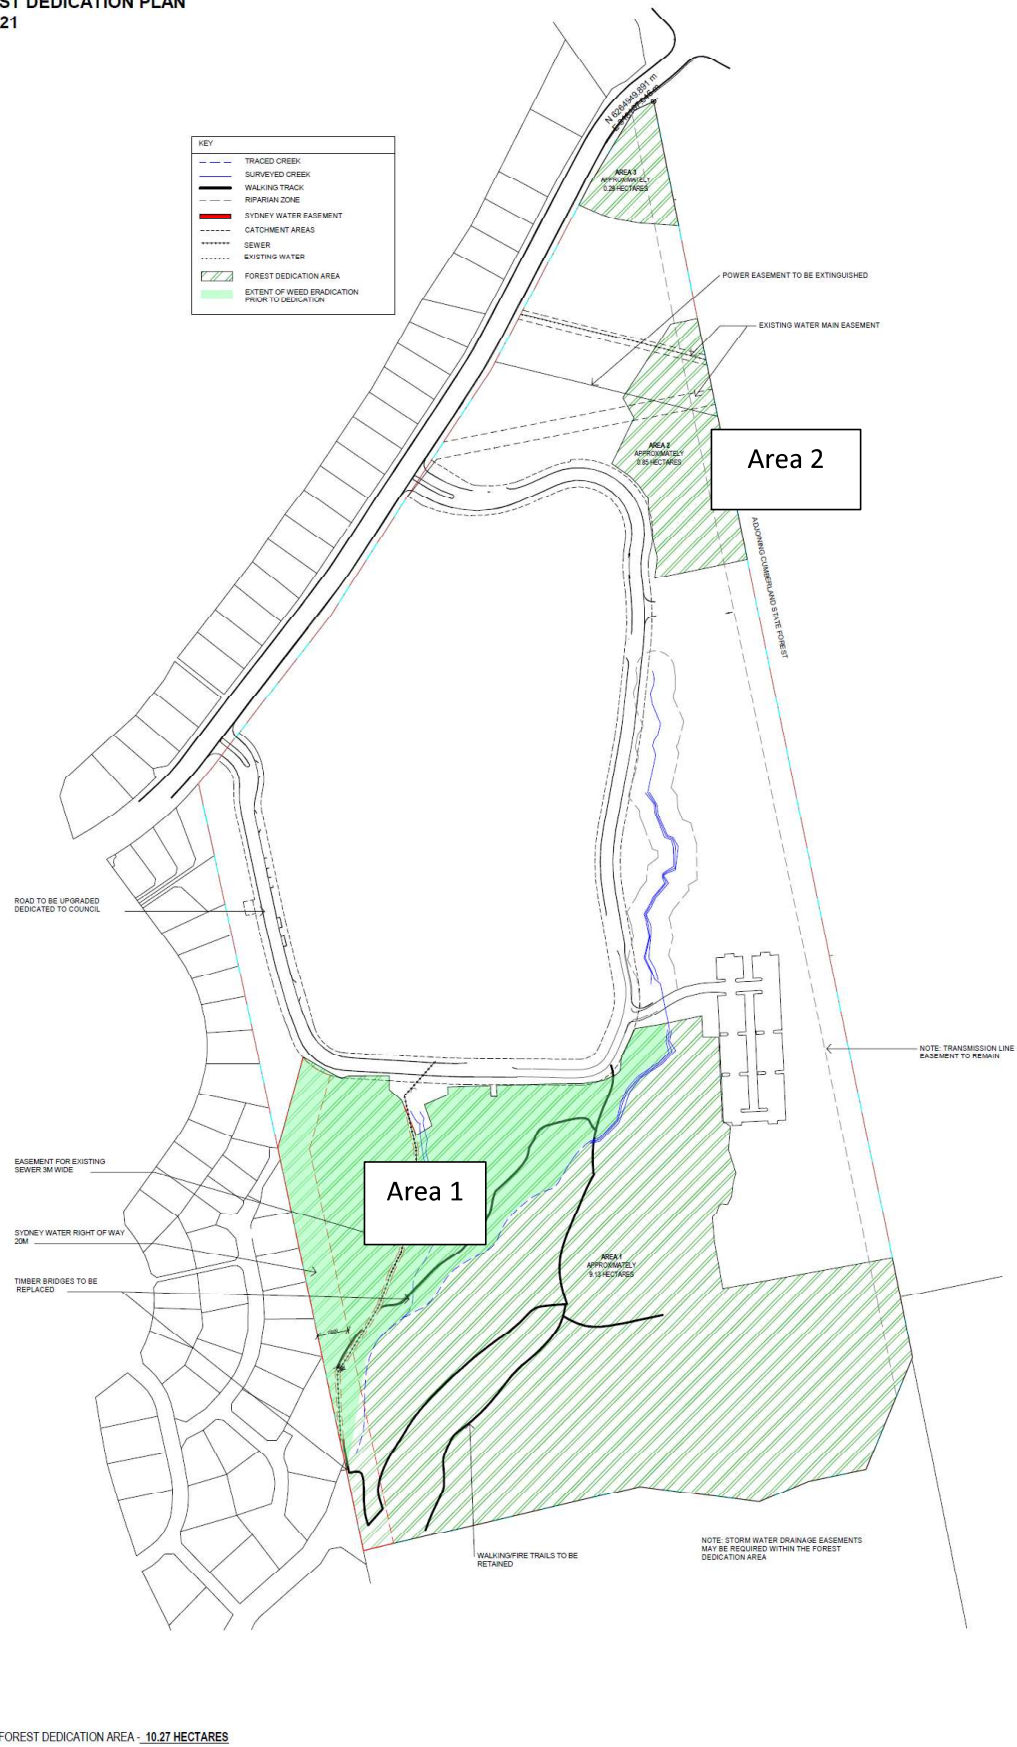 ST DEDICATION PLAN
21
N 6264549.891 m
KEY
TRACED CREEK
SURVEYED CREEK
WALKING TRACK
RIPARIAN ZONE
SYDNEY WATER EASEMENT
CATCHMENT AREAS
SEWER
EXISTING WATER
FOREST DEDICATION AREA
EXTENT OF WEED ERADICATION
PRIOR TO DEDICATION
AREA 3
APPROXIMATELY
0.29 HECTARES
POWER EASEMENT TO BE EXTINGUISHED
EXISTING WATER MAIN EASEMENT
AREA 2
APPROXIMATELY
0.85 HECTARES
Area 2
ADJOINING CUMBERLAND STATE FOREST
ROAD TO BE UPGRADED
DEDICATED TO COUNCIL
NOTE: TRANSMISSION LINE
EASEMENT TO REMAIN
EASEMENT FOR EXISTING
SEWER 3M WIDE
Area 1
SYDNEY WATER RIGHT OF WAY
20M
TIMBER BRIDGES TO BE
REPLACED
AREA 1
APPROXIMATELY
9.13 HECTARES
WALKING/FIRE TRAILS TO BE
RETAINED
NOTE: STORM WATER DRAINAGE EASEMENTS
MAY BE REQUIRED WITHIN THE FOREST
DEDICATION AREA
FOREST DEDICATION AREA - 10.27 HECTARES